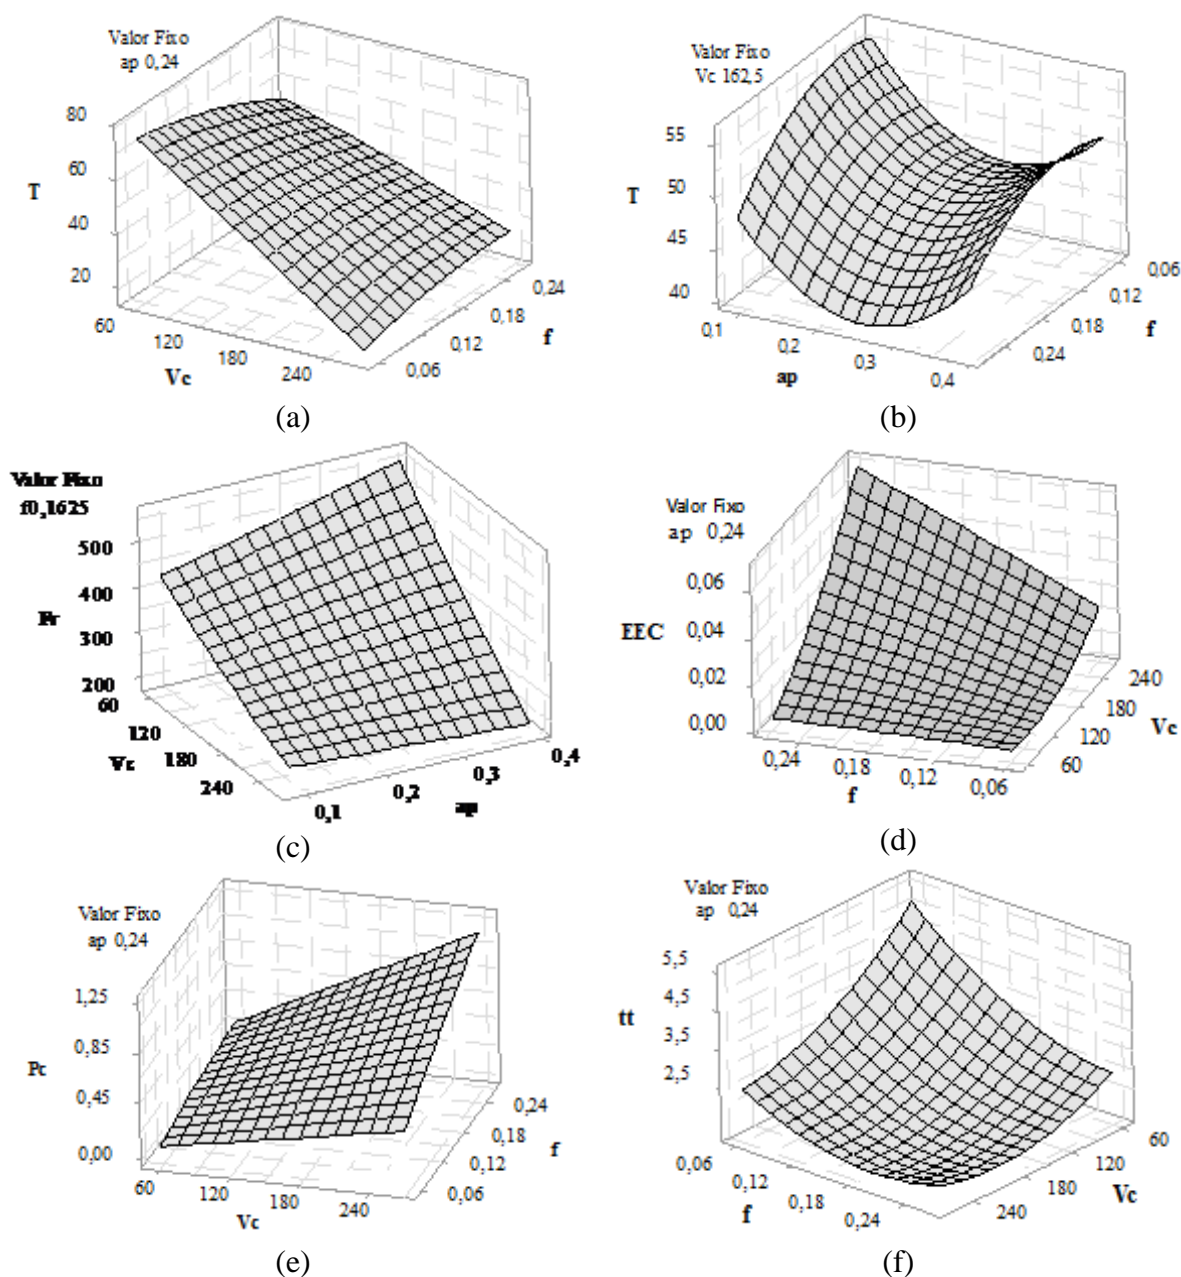 Valor Fixo
ap 0,24
80
60
40
20
T
60
120
180
240
Vc
0,06
0,12
0,18
0,24
f
(a)
Valor Fixo
Vc 162,5
55
50
45
40
T
0,1
0,2
0,3
0,4
ap
0,24
0,18
0,12
0,06
f
(b)
Valor Fixo
f0,1625
500
400
300
200
Fr
60
120
180
240
Vc
0,1
0,2
0,3
0,4
ap
(c)
Valor Fixo
ap 0,24
0,06
0,04
0,02
0,00
EEC
0,24
0,18
0,12
0,06
f
60
120
180
240
Vc
(d)
Valor Fixo
ap 0,24
1,25
0,85
0,45
0,00
Pc
60
120
180
240
Vc
0,06
0,12
0,18
0,24
f
(e)
Valor Fixo
ap 0,24
5,5
4,5
3,5
2,5
tt
0,06
0,12
0,18
0,24
f
240
180
120
60
Vc
(f)